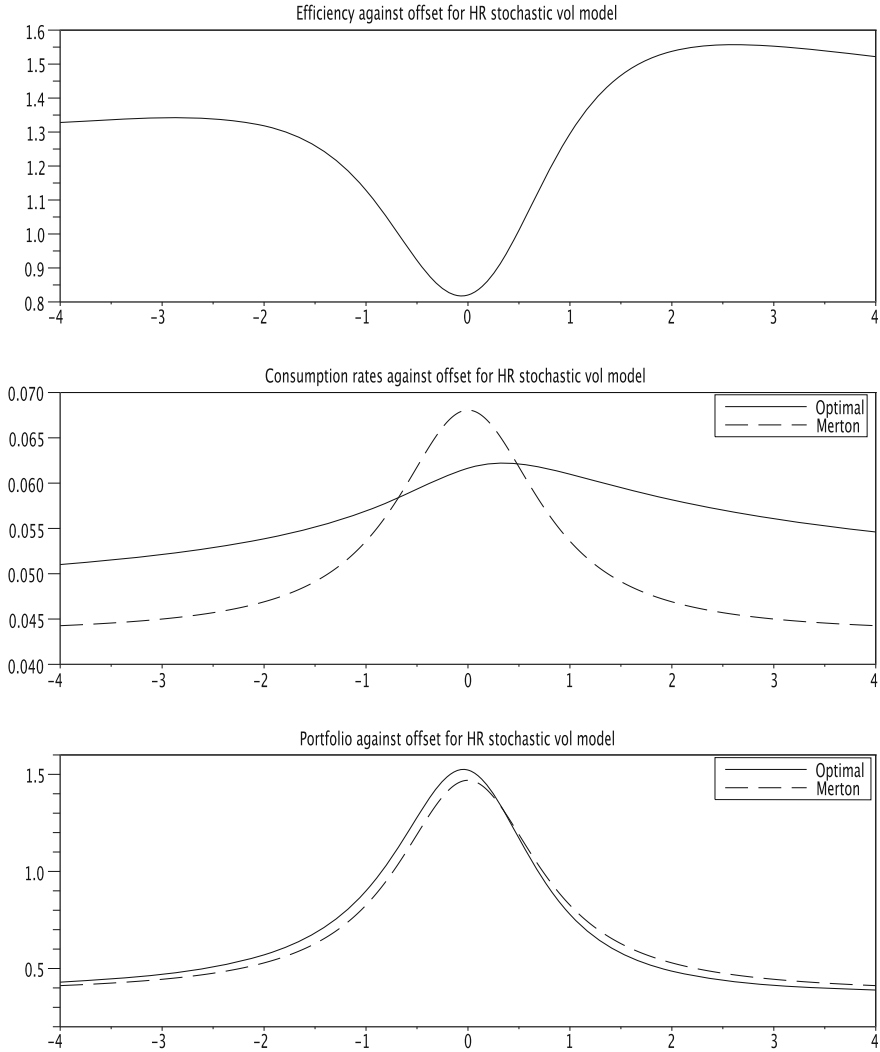 Efficiency against offset for HR stochastic vol model
1.6
1.5
1.4
1.3
1.2
1.1
1.0
0.9
0.8
−4 −3 −2 −1 0 1 2 3 4
Consumption rates against offset for HR stochastic vol model
0.070
0.065
0.060
0.055
0.050
0.045
0.040
Optimal
Merton
−4 −3 −2 −1 0 1 2 3 4
Portfolio against offset for HR stochastic vol model
1.5
1.0
0.5
Optimal
Merton
−4 −3 −2 −1 0 1 2 3 4